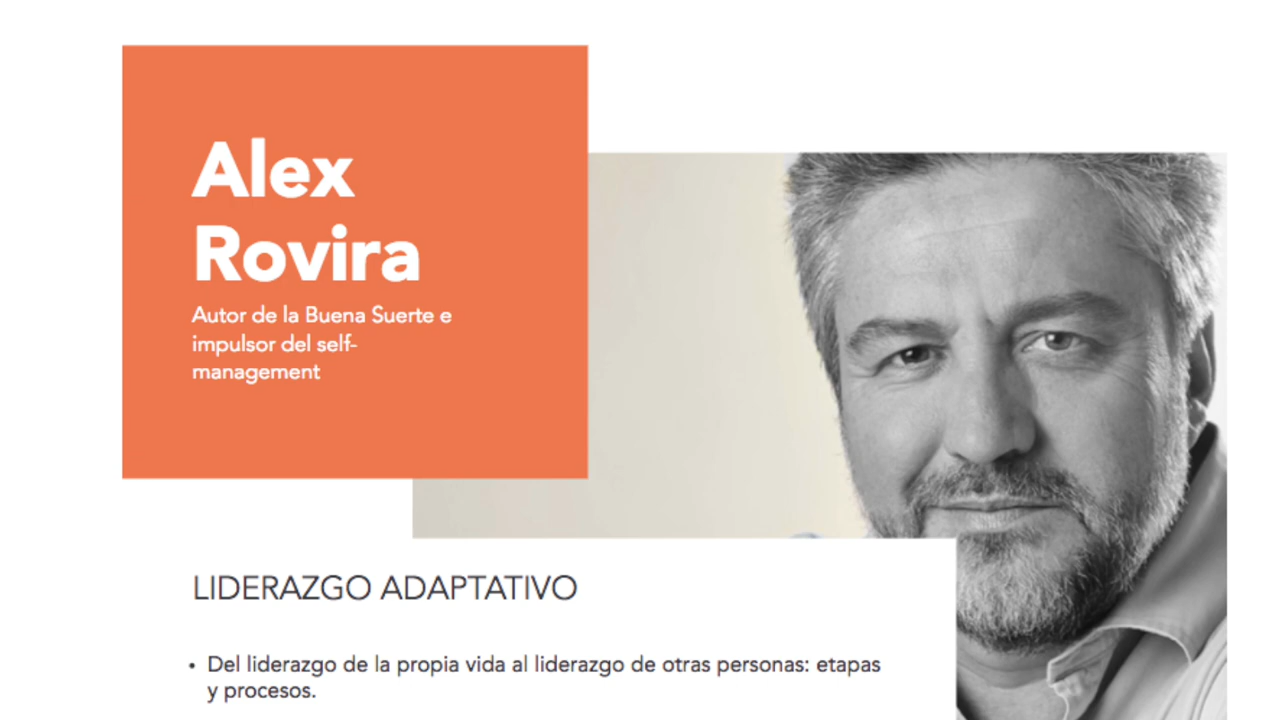 Alex
Rovira
Autor de la Buena Suerte e
impulsor del self-
management
LIDERAZGO ADAPTATIVO
• Del liderazgo de la propia vida al liderazgo de otras personas: etapas
y procesos.